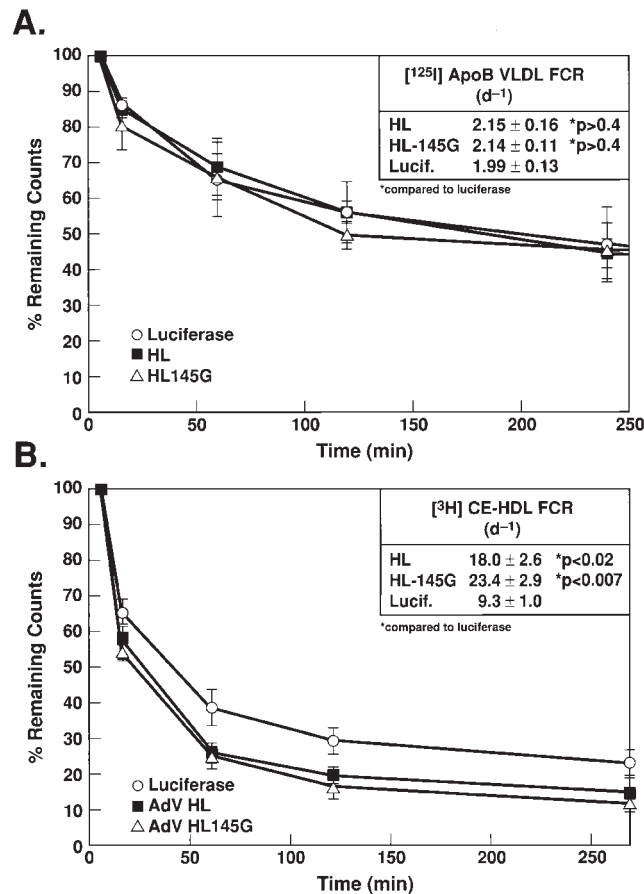 A.
[¹²⁵I] ApoB VLDL FCR
(d⁻¹)
HL 2.15 ± 0.16 *p>0.4
HL-145G 2.14 ± 0.11 *p>0.4
Lucif. 1.99 ± 0.13
*compared to luciferase
% Remaining Counts
100
90
80
70
60
50
40
30
20
10
0
Luciferase
HL
HL145G
0 50 100 150 200 250
Time (min)
B.
[³H] CE-HDL FCR
(d⁻¹)
HL 18.0 ± 2.6 *p<0.02
HL-145G 23.4 ± 2.9 *p<0.007
Lucif. 9.3 ± 1.0
*compared to luciferase
% Remaining Counts
100
90
80
70
60
50
40
30
20
10
0
Luciferase
AdV HL
AdV HL145G
0 50 100 150 200 250
Time (min)